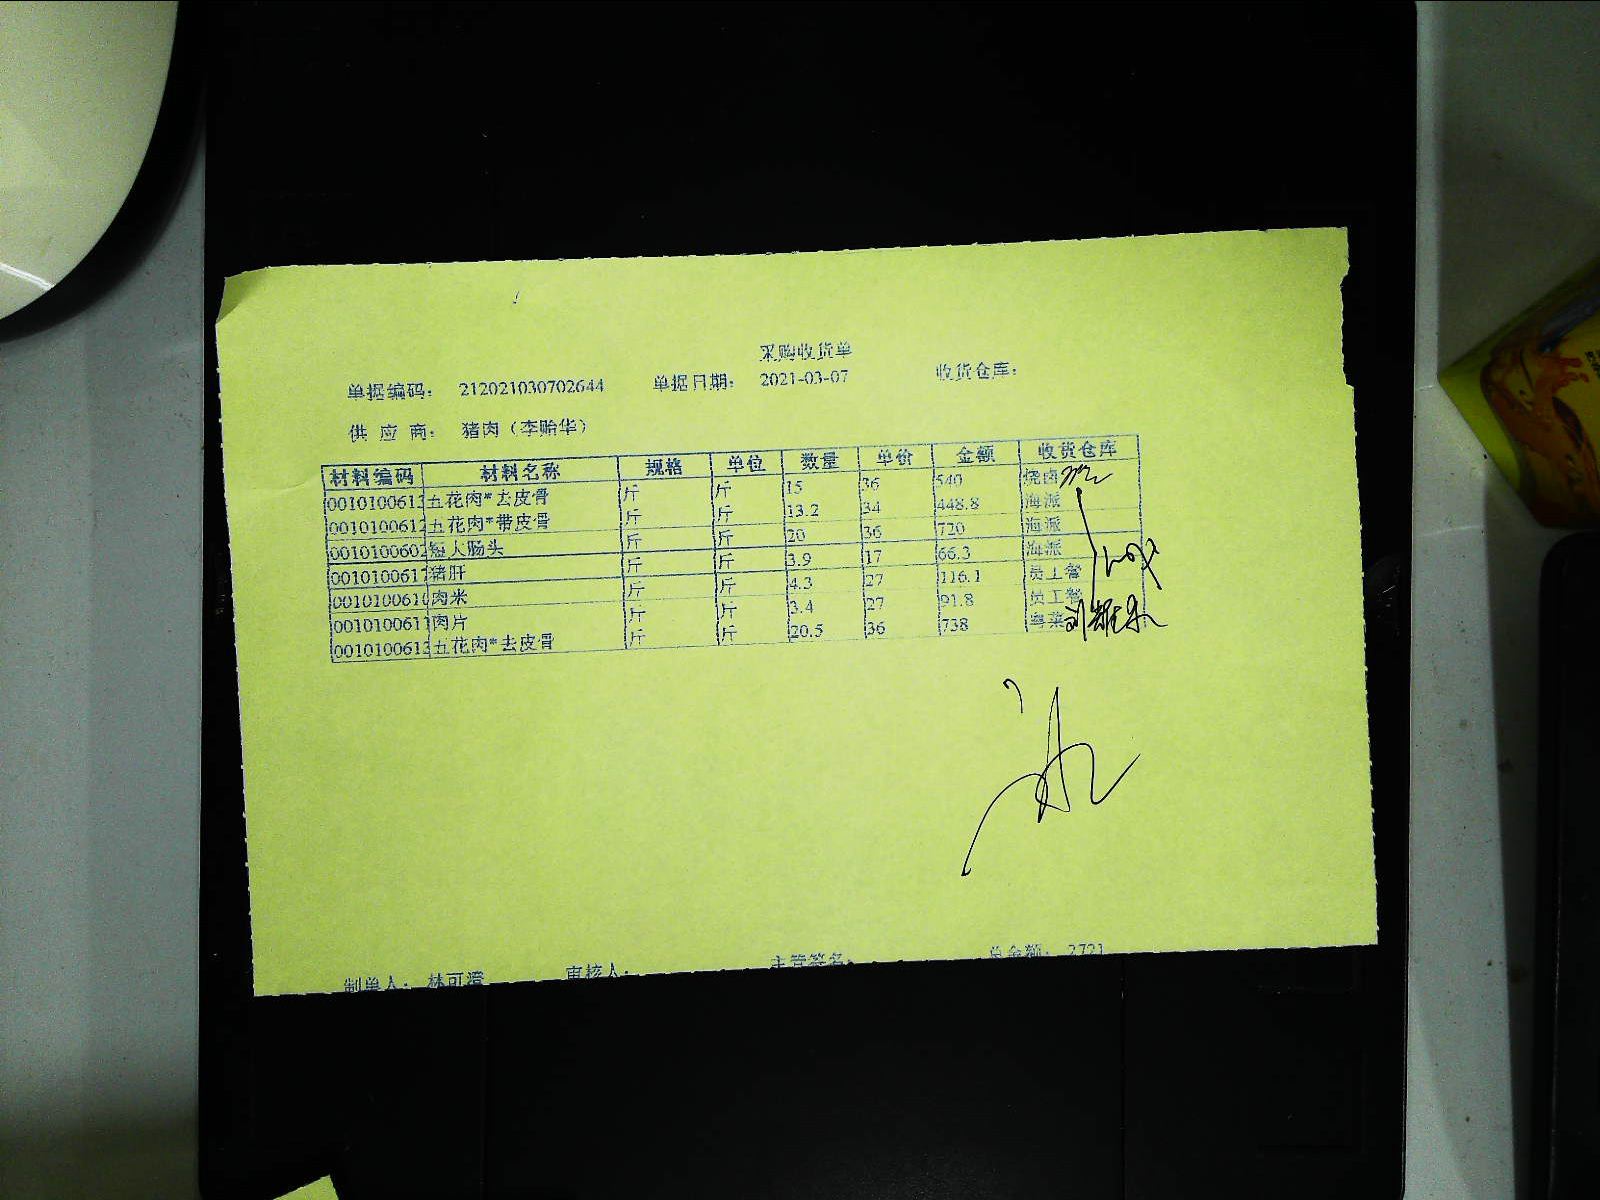 采购收货单
单据编码： 212021030702644 单据日期： 2021-03-07 收货仓库：
供 应 商： 猪肉（李贻华）
材料编码 材料名称 规格 单位 数量 单价 金额 收货仓库
0010100613 五花肉*去皮骨 斤 斤 15 36 540 烧卤
0010100612 五花肉*带皮骨 斤 斤 13.2 34 448.8 海派
0010100602 短人肠头 斤 斤 20 36 720 海派
0010100617 猪肝 斤 斤 3.9 17 66.3 海派
0010100610 肉米 斤 斤 4.3 27 116.1 员工餐
0010100611 肉片 斤 斤 3.4 27 91.8 员工餐
0010100613 五花肉*去皮骨 斤 斤 20.5 36 738 粤菜
制单人： 林可澄 审核人： 主管签名： 总金额： 2721